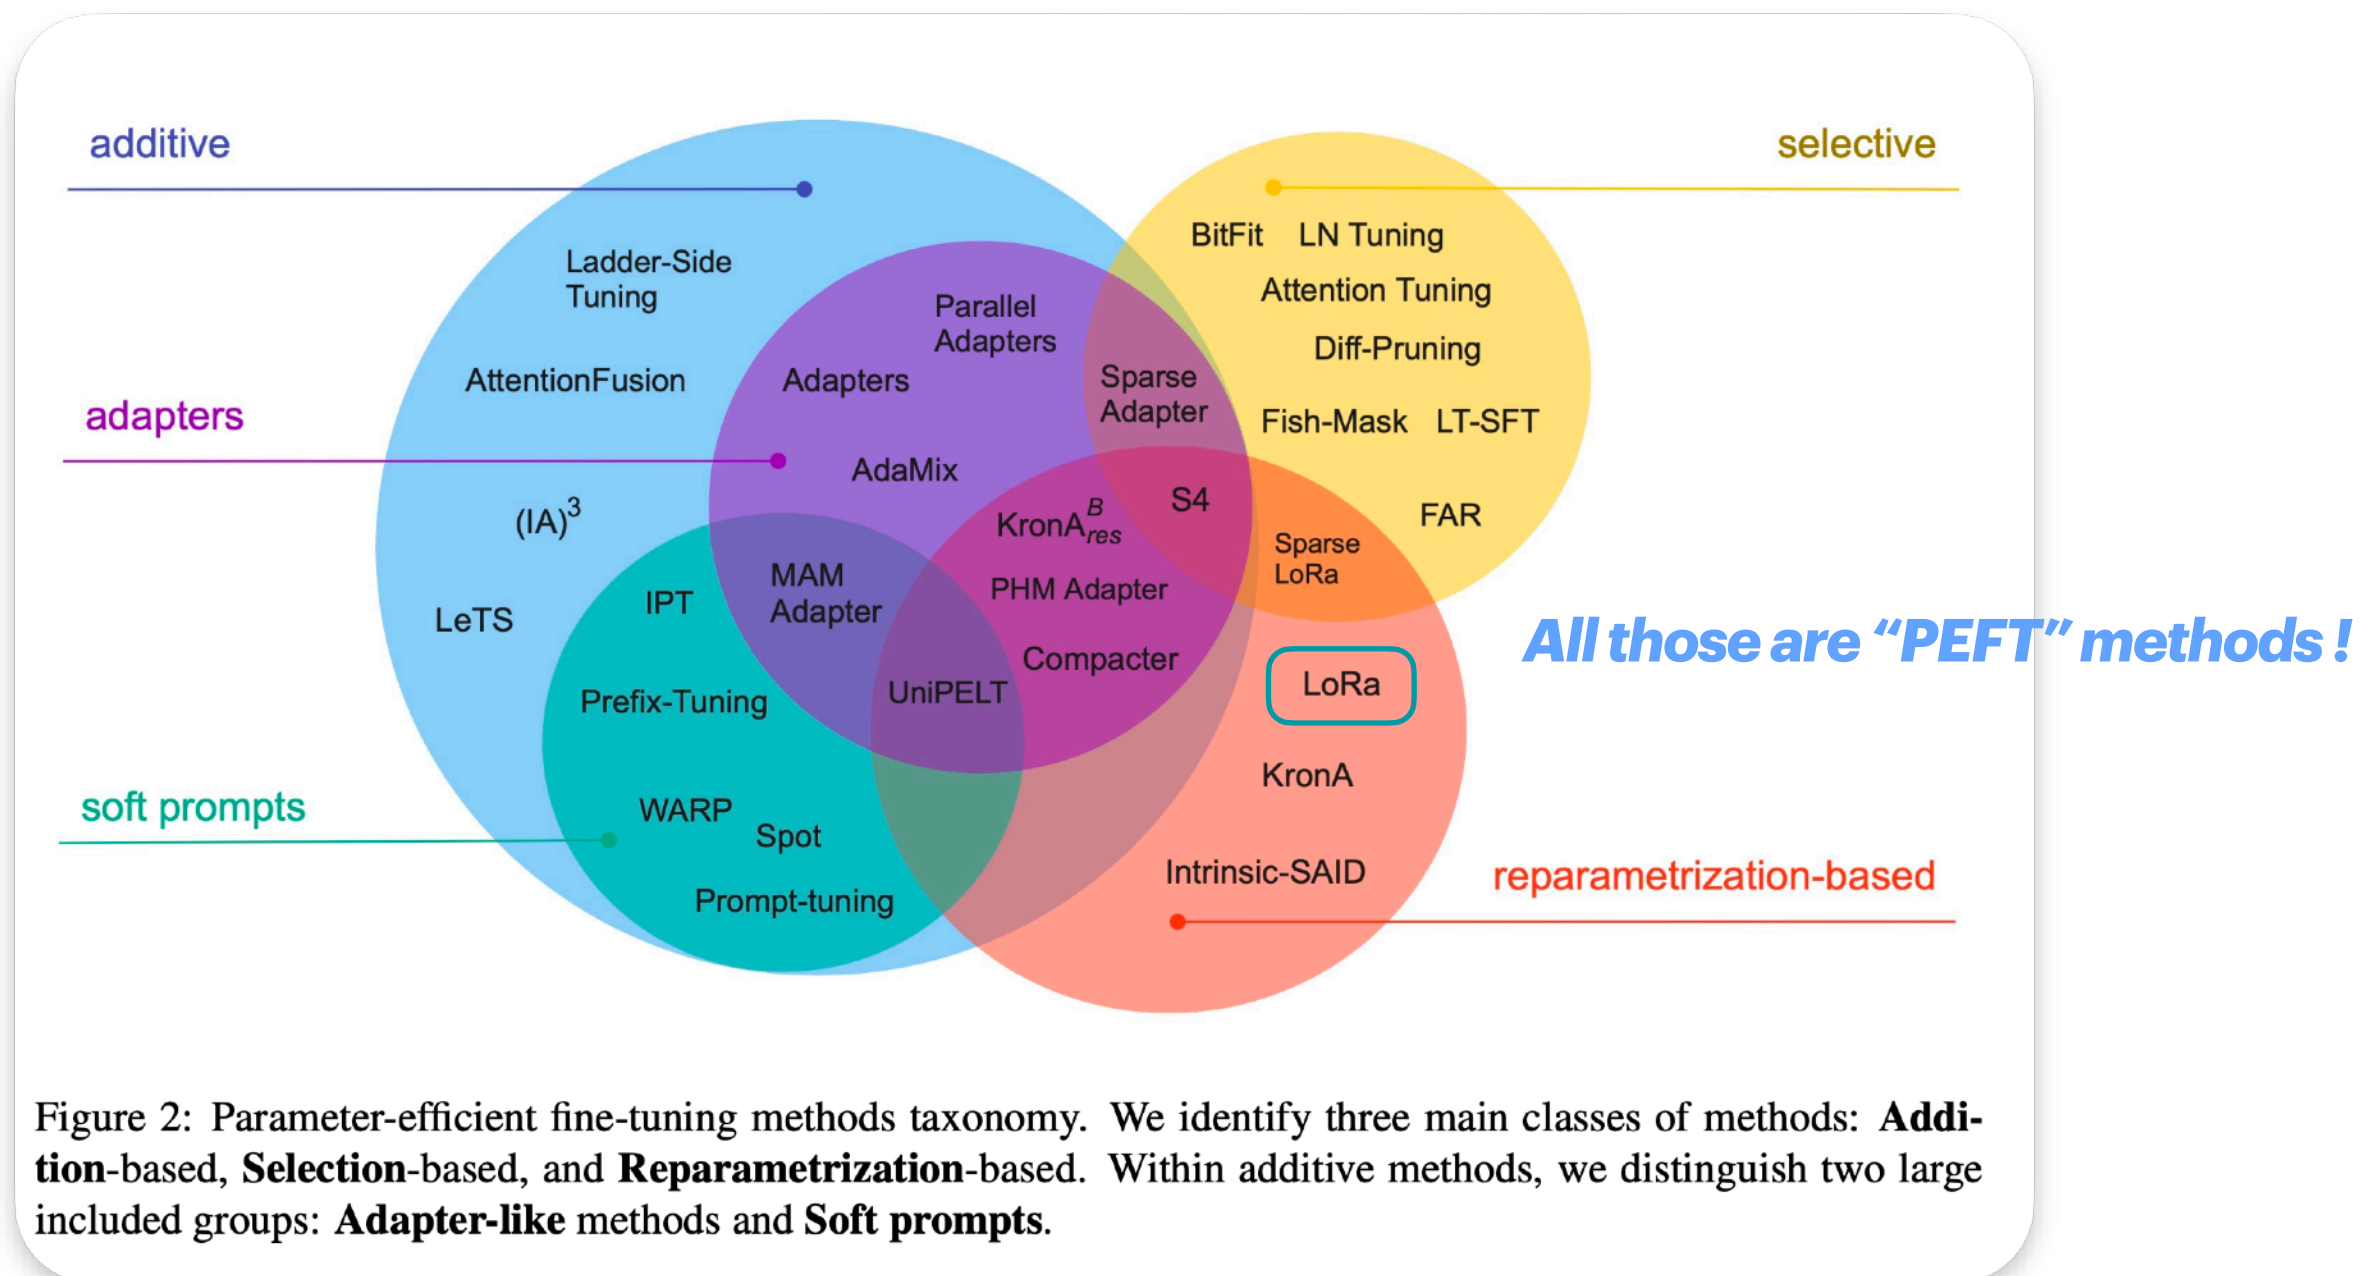 additive
selective
BitFit LN Tuning
Ladder-Side
Tuning
Attention Tuning
Parallel
Adapters
Diff-Pruning
AttentionFusion
Adapters
Sparse
Adapter
adapters
Fish-Mask LT-SFT
AdaMix
(IA)³
KronA^B_res
S4
FAR
Sparse
LoRa
MAM
Adapter
PHM Adapter
IPT
LeTS
All those are “PEFT” methods !
Compacter
LoRa
Prefix-Tuning
UniPELT
KronA
soft prompts
WARP
Spot
Intrinsic-SAID
reparametrization-based
Prompt-tuning
Figure 2: Parameter-efficient fine-tuning methods taxonomy. We identify three main classes of methods: Addi-
tion-based, Selection-based, and Reparametrization-based. Within additive methods, we distinguish two large
included groups: Adapter-like methods and Soft prompts.